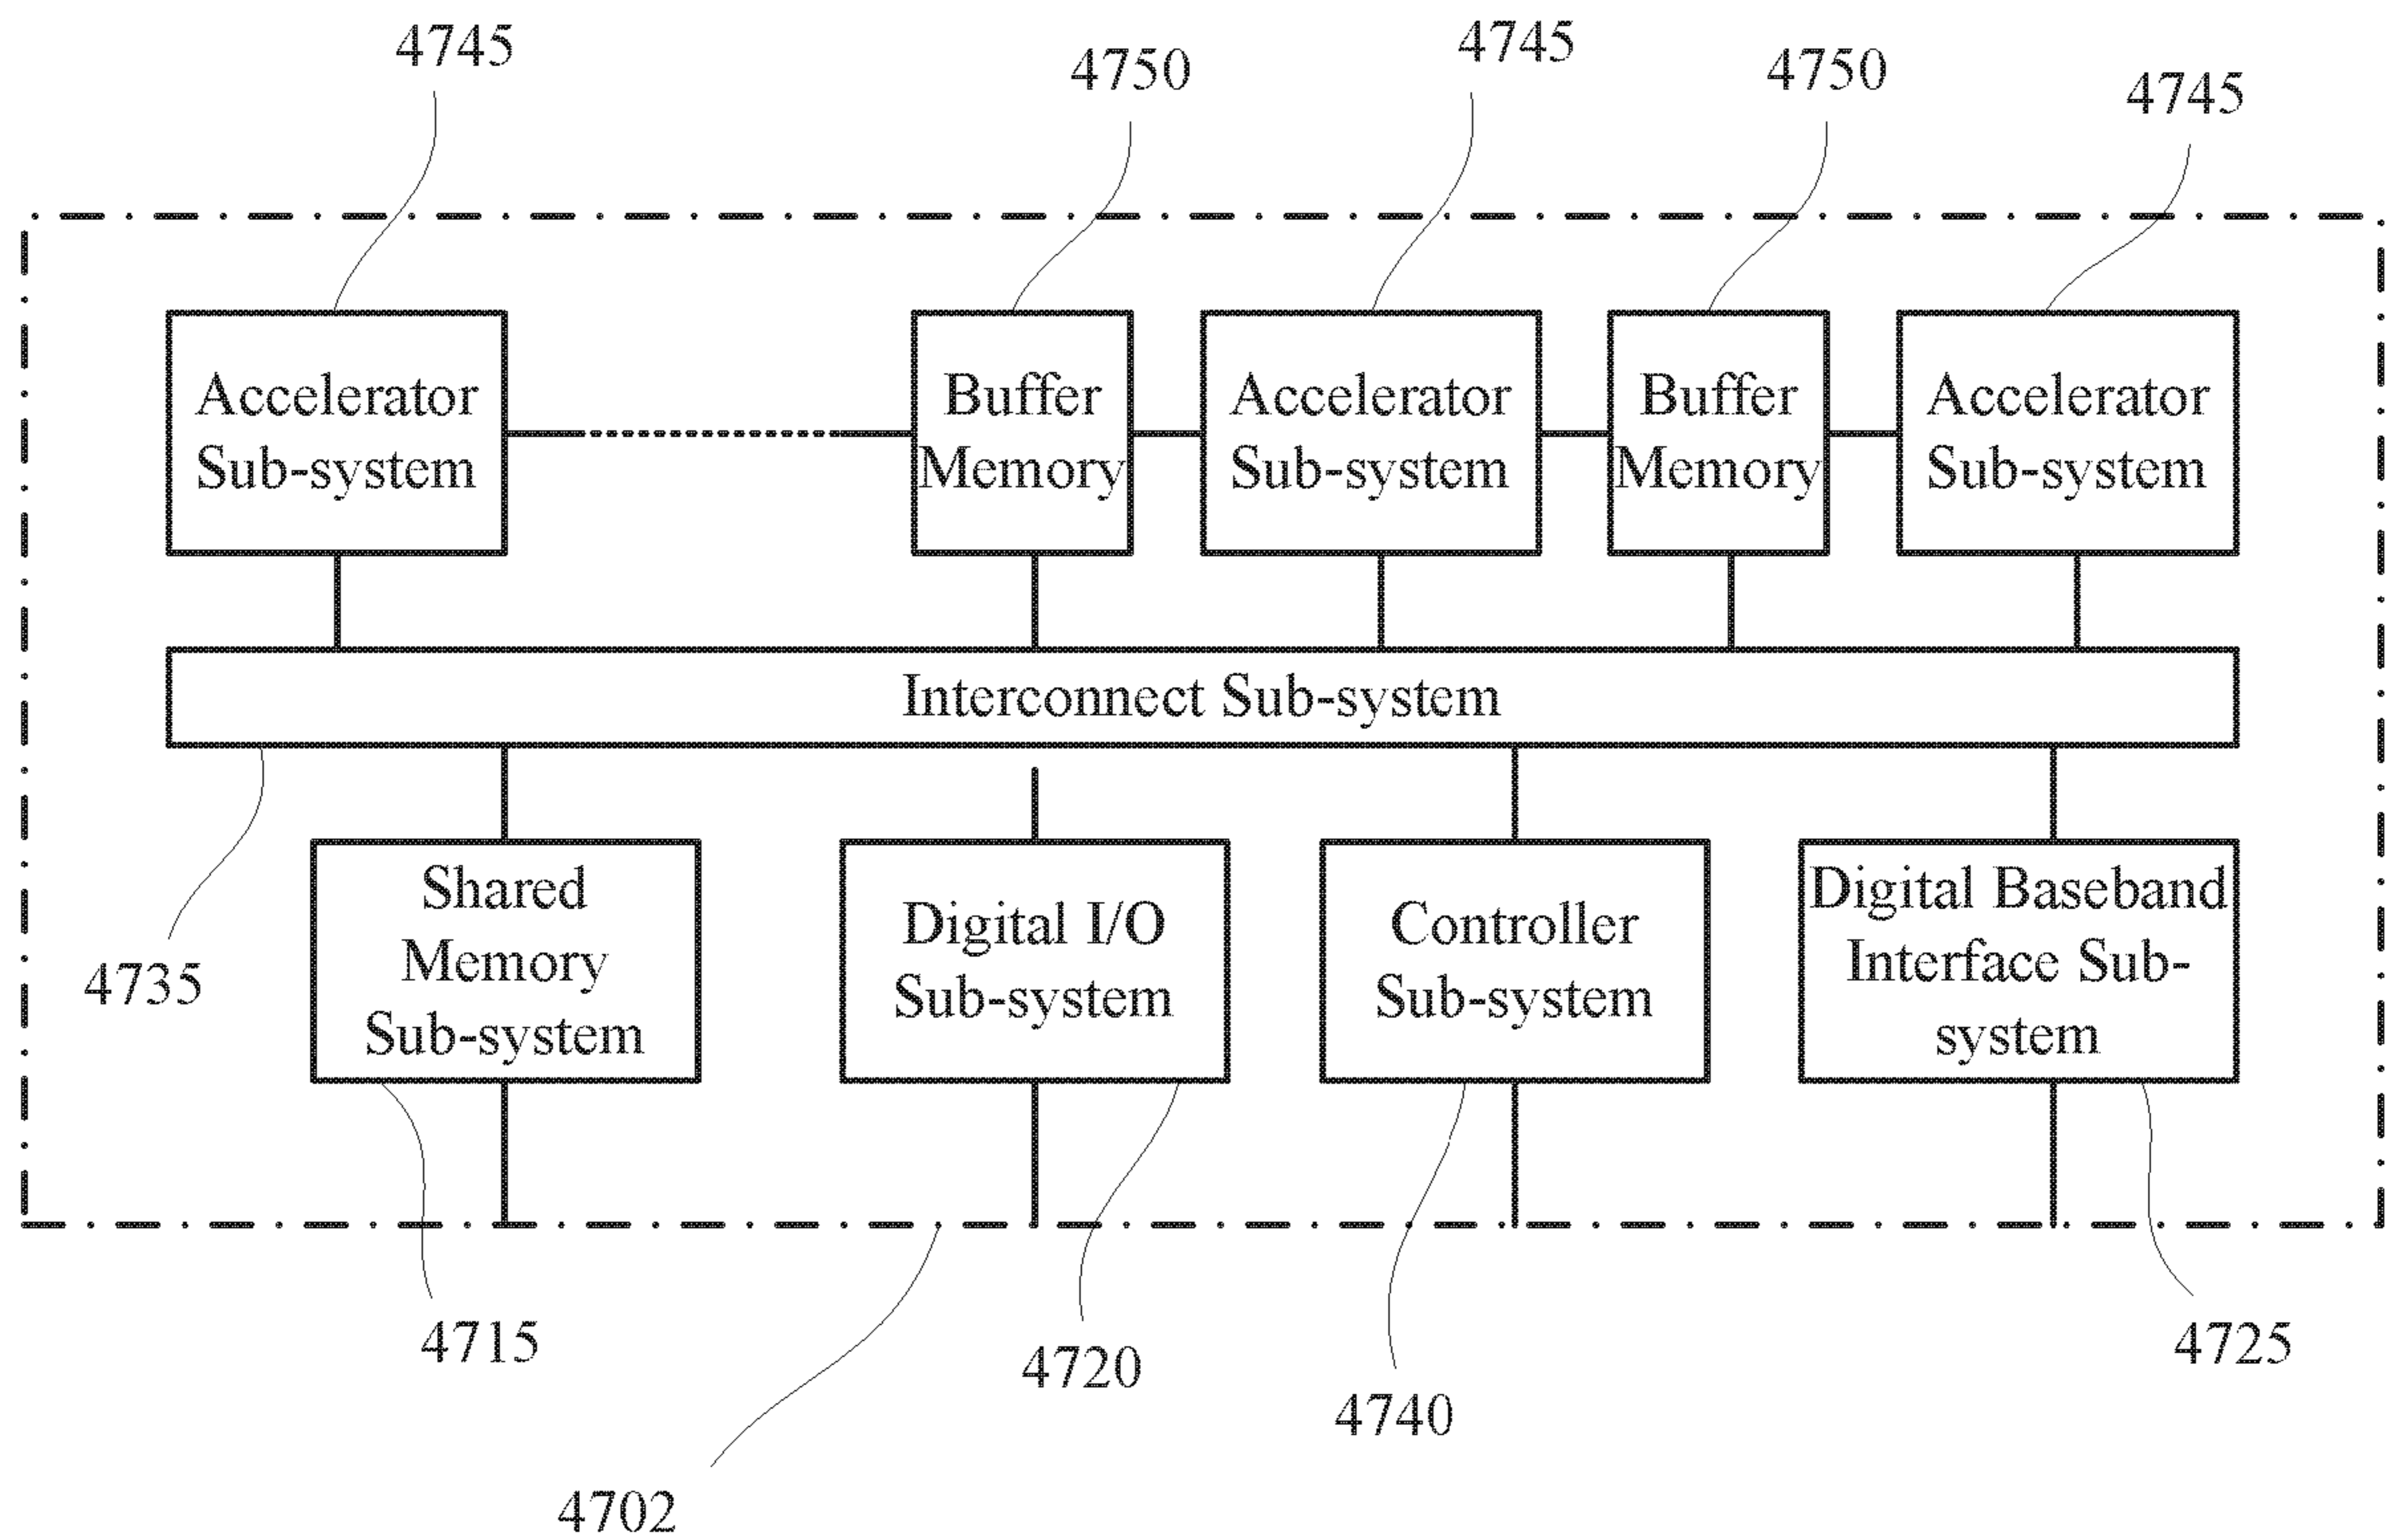 4745
4750
4745
4750
4745
Accelerator
Sub-system
Buffer
Memory
Accelerator
Sub-system
Buffer
Memory
Accelerator
Sub-system
Interconnect Sub-system
4735
Shared
Memory
Sub-system
Digital I/O
Sub-system
Controller
Sub-system
Digital Baseband
Interface Sub-
system
4715
4720
4740
4725
4702